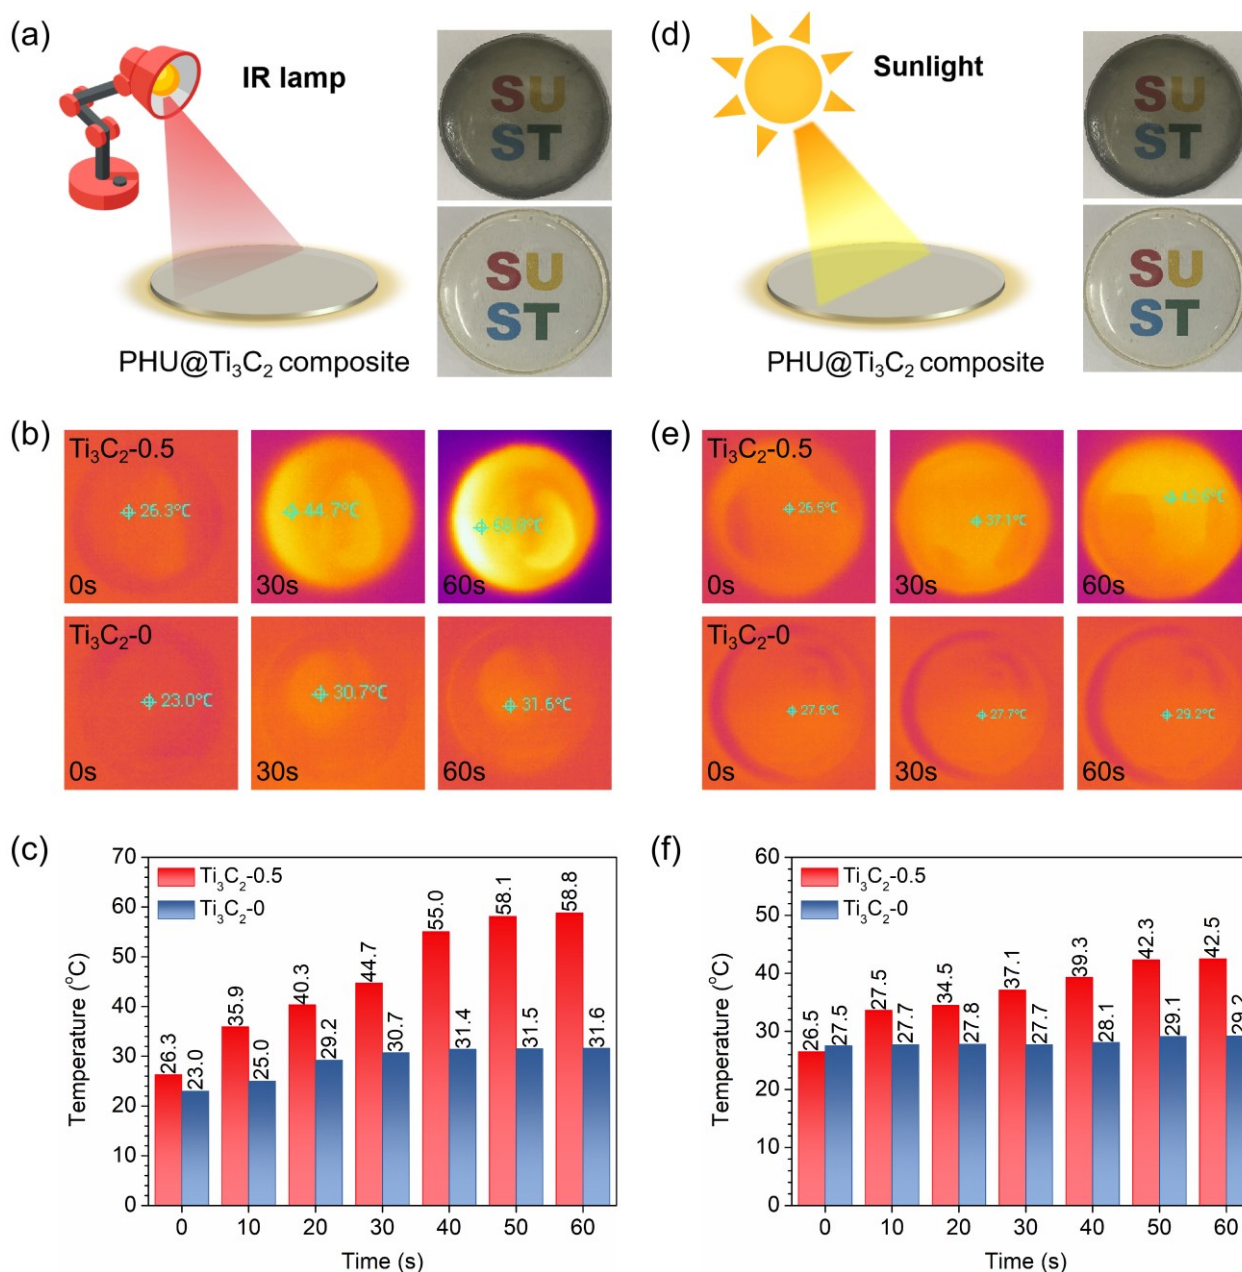 (a)
IR lamp
SU
ST
SU
ST
PHU@Ti₃C₂ composite
(d)
Sunlight
SU
ST
SU
ST
PHU@Ti₃C₂ composite
(b)
Ti₃C₂-0.5
26.3°C
0s
44.7°C
30s
58.8°C
60s
Ti₃C₂-0
23.0°C
0s
30.7°C
30s
31.6°C
60s
(e)
Ti₃C₂-0.5
26.5°C
0s
37.1°C
30s
60s
Ti₃C₂-0
0s
27.7°C
30s
29.2°C
60s
(c)
Temperature (°C)
70
60
50
40
30
20
10
0
Ti₃C₂-0.5
Ti₃C₂-0
26.3
23.0
35.9
25.0
40.3
29.2
44.7
30.7
55.0
31.4
58.1
31.5
58.8
31.6
0 10 20 30 40 50 60
Time (s)
(f)
Temperature (°C)
60
50
40
30
20
10
0
Ti₃C₂-0.5
Ti₃C₂-0
26.5
27.5
27.5
27.7
34.5
27.8
37.1
27.7
39.3
28.1
42.3
29.1
42.5
29.2
0 10 20 30 40 50 60
Time (s)